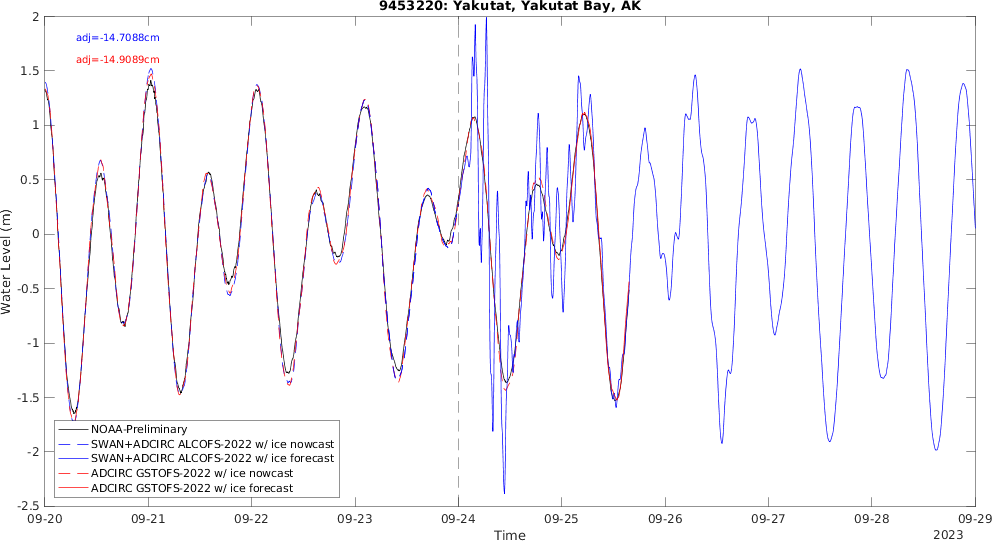 9453220: Yakutat, Yakutat Bay, AK
adj=-14.7088cm
adj=-14.9089cm
2
1.5
1
0.5
0
-0.5
-1
-1.5
-2
-2.5
Water Level (m)
NOAA-Preliminary
SWAN+ADCIRC ALCOFS-2022 w/ ice nowcast
SWAN+ADCIRC ALCOFS-2022 w/ ice forecast
ADCIRC GSTOFS-2022 w/ ice nowcast
ADCIRC GSTOFS-2022 w/ ice forecast
09-20 09-21 09-22 09-23 09-24 09-25 09-26 09-27 09-28 09-29
Time
2023